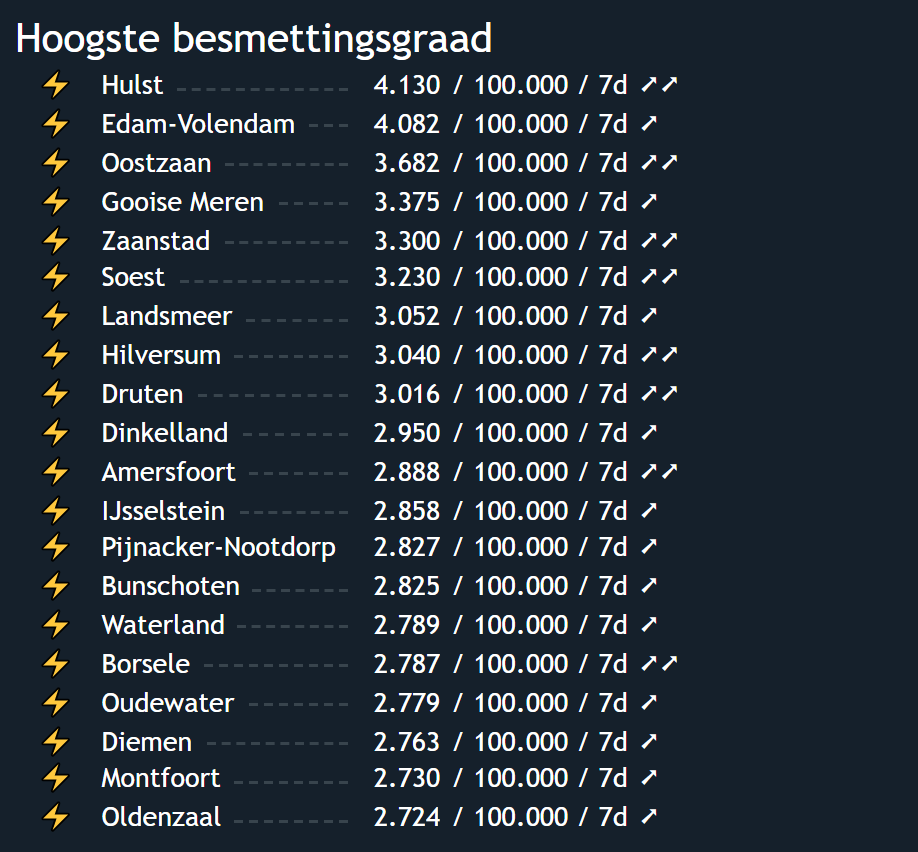 Hoogste besmettingsgraad
⚡ Hulst ------------ 4.130 / 100.000 / 7d ➚➚
⚡ Edam-Volendam --- 4.082 / 100.000 / 7d ➚
⚡ Oostzaan --------- 3.682 / 100.000 / 7d ➚➚
⚡ Gooise Meren ----- 3.375 / 100.000 / 7d ➚
⚡ Zaanstad --------- 3.300 / 100.000 / 7d ➚➚
⚡ Soest ------------ 3.230 / 100.000 / 7d ➚➚
⚡ Landsmeer ------- 3.052 / 100.000 / 7d ➚
⚡ Hilversum -------- 3.040 / 100.000 / 7d ➚➚
⚡ Druten ----------- 3.016 / 100.000 / 7d ➚➚
⚡ Dinkelland ------- 2.950 / 100.000 / 7d ➚
⚡ Amersfoort ------- 2.888 / 100.000 / 7d ➚➚
⚡ IJsselstein -------- 2.858 / 100.000 / 7d ➚
⚡ Pijnacker-Nootdorp 2.827 / 100.000 / 7d ➚
⚡ Bunschoten ------- 2.825 / 100.000 / 7d ➚
⚡ Waterland -------- 2.789 / 100.000 / 7d ➚
⚡ Borsele ---------- 2.787 / 100.000 / 7d ➚➚
⚡ Oudewater ------- 2.779 / 100.000 / 7d ➚
⚡ Diemen ---------- 2.763 / 100.000 / 7d ➚
⚡ Montfoort -------- 2.730 / 100.000 / 7d ➚
⚡ Oldenzaal -------- 2.724 / 100.000 / 7d ➚